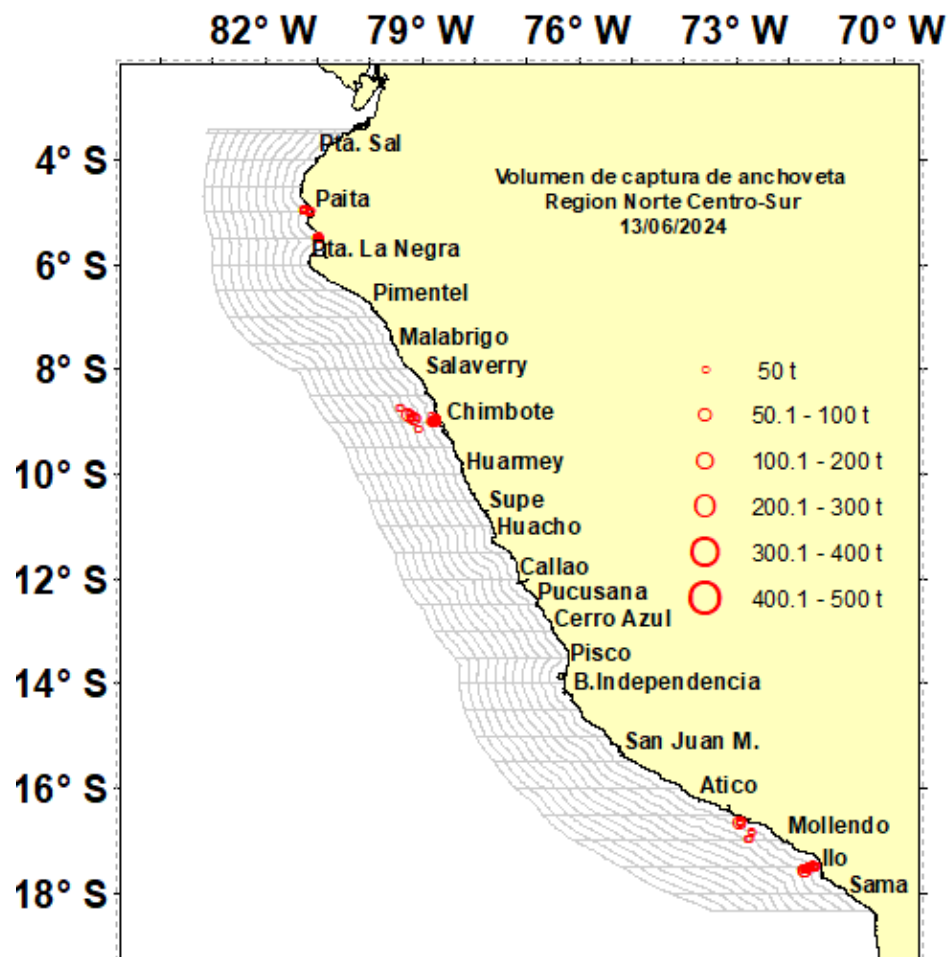 82° W 79° W 76° W 73° W 70° W
4° S
6° S
8° S
10° S
12° S
14° S
16° S
18° S
Pta. Sal
Paita
Pta. La Negra
Pimentel
Malabrigo
Salaverry
Chimbote
Huarmey
Supe
Huacho
Callao
Pucusana
Cerro Azul
Pisco
B.Independencia
San Juan M.
Atico
Mollendo
Ilo
Sama
Volumen de captura de anchoveta
Region Norte Centro-Sur
13/06/2024
50 t
50.1 - 100 t
100.1 - 200 t
200.1 - 300 t
300.1 - 400 t
400.1 - 500 t